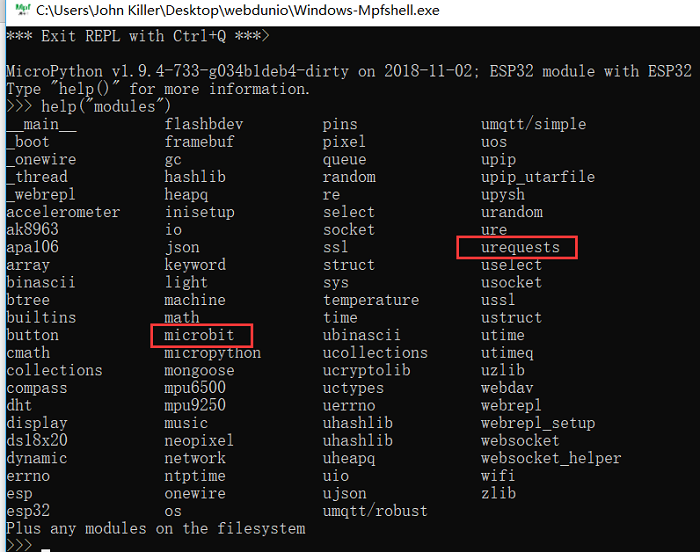 C:\Users\John Killer\Desktop\webdunio\Windows-Mpfshell.exe
*** Exit REPL with Ctrl+Q ***>
MicroPython v1.9.4-733-g034b1deb4-dirty on 2018-11-02; ESP32 module with ESP32
Type "help()" for more information.
>>> help("modules")
__main__ flashbdev pins umqtt/simple
_boot framebuf pixel uos
_onewire gc queue upip
_thread hashlib random upip_utarfile
_webrepl heapq re upysh
accelerometer inisetup select urandom
ak8963 io socket ure
apa106 json ssl urequests
array keyword struct uselect
binascii light sys usocket
btree machine temperature ussl
builtins math time ustruct
button microbit ubinascii utime
cmath micropython ucollections utimeq
collections mongoose ucryptolib uzlib
compass mpu6500 uctypes webdav
dht mpu9250 uerrno webrepl
display music uhashlib webrepl_setup
ds18x20 neopixel uhashlib websocket
dynamic network uheapq websocket_helper
errno ntptime uio wifi
esp onewire ujson zlib
esp32 os umqtt/robust
Plus any modules on the filesystem
>>>